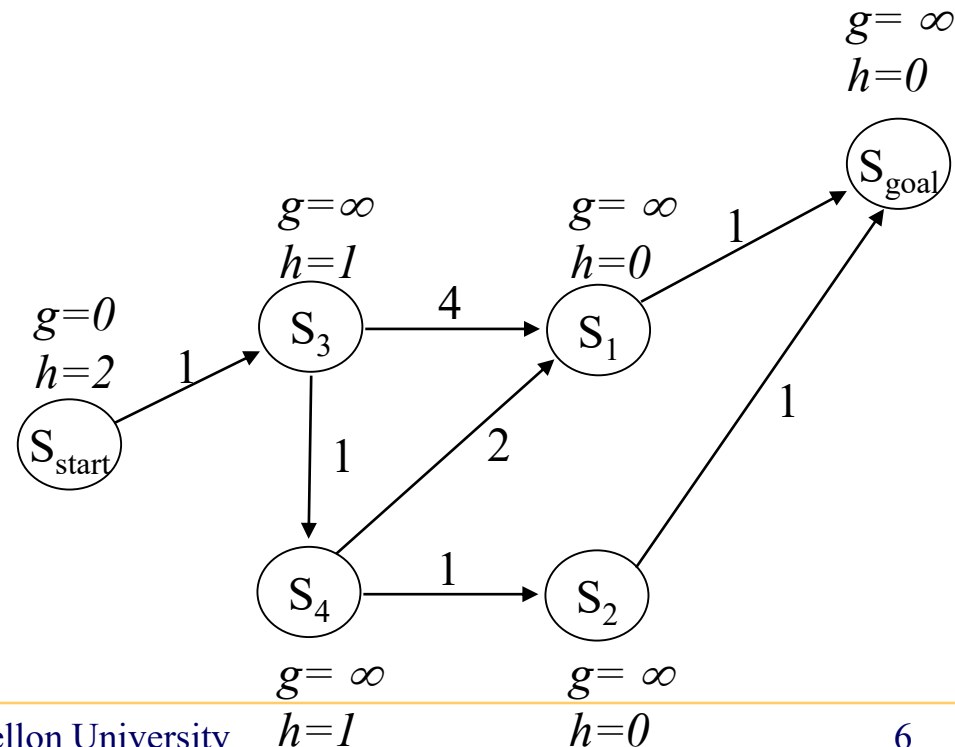 g= ∞
h=0
S_goal
g=∞
h=1
g= ∞
h=0
1
g=0
h=2
1
S_3
4
S_1
S_start
1
2
1
S_4
1
S_2
g= ∞
h=1
g= ∞
h=0
ellon University
6